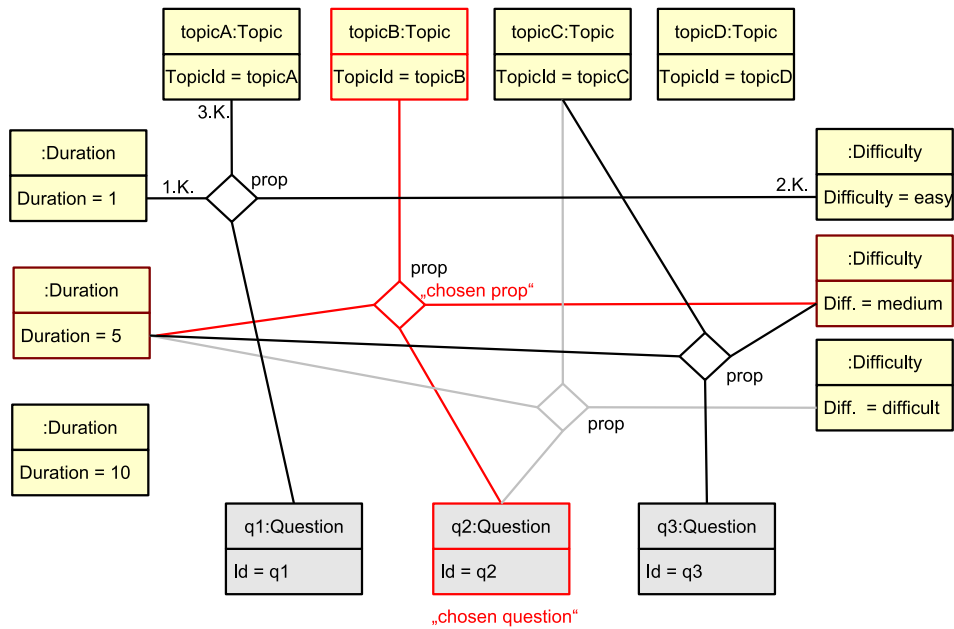 topicA:Topic
TopicId = topicA
topicB:Topic
TopicId = topicB
topicC:Topic
TopicId = topicC
topicD:Topic
TopicId = topicD
3.K.
:Duration
Duration = 1
1.K.
prop
2.K.
:Difficulty
Difficulty = easy
:Duration
Duration = 5
prop
„chosen prop“
:Difficulty
Diff. = medium
prop
:Difficulty
Diff. = difficult
prop
:Duration
Duration = 10
q1:Question
Id = q1
q2:Question
Id = q2
q3:Question
Id = q3
„chosen question“